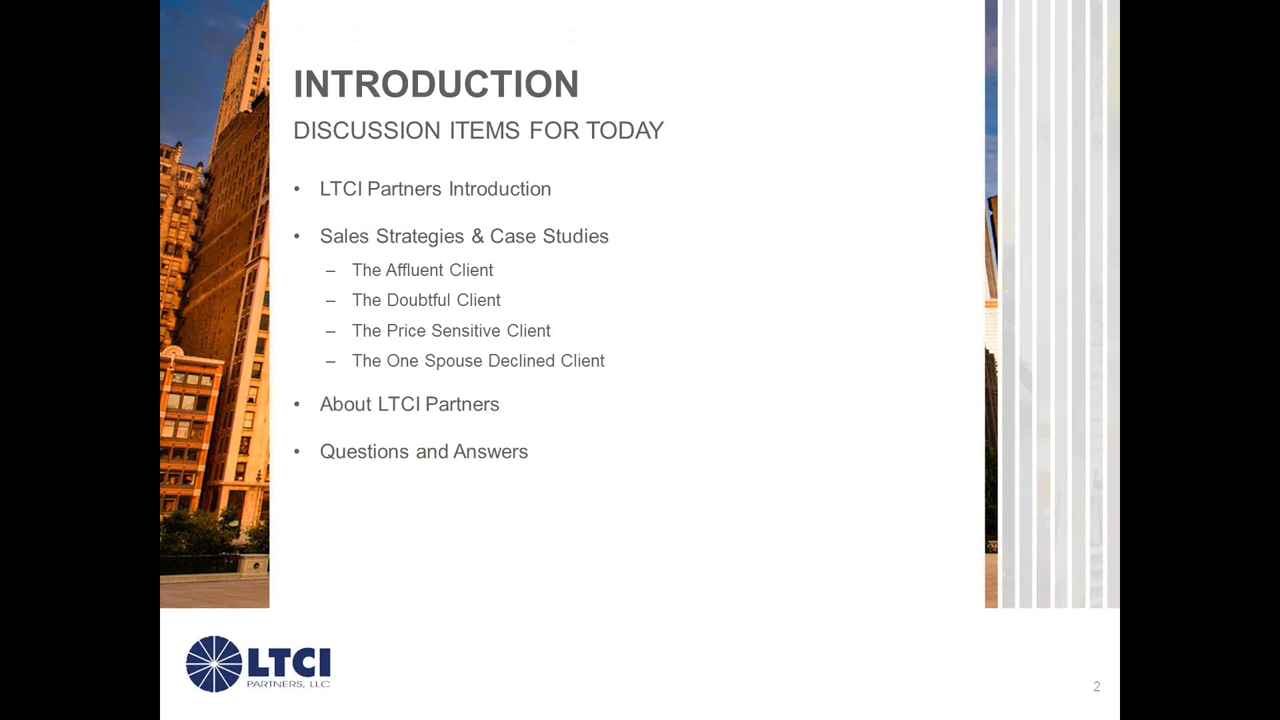 INTRODUCTION
DISCUSSION ITEMS FOR TODAY
• LTCI Partners Introduction
• Sales Strategies & Case Studies
– The Affluent Client
– The Doubtful Client
– The Price Sensitive Client
– The One Spouse Declined Client
• About LTCI Partners
• Questions and Answers
LTCI
PARTNERS, LLC
2